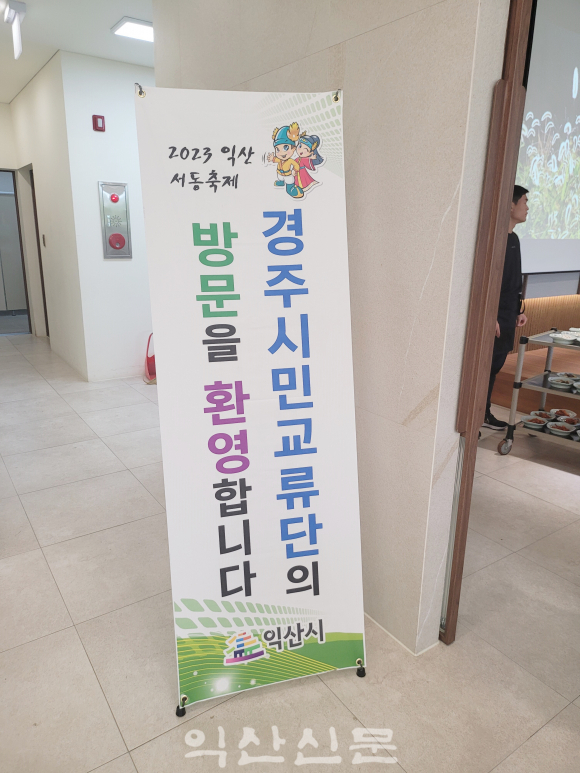 2023 익산
서동축제
경주시민교류단의
방문을 환영합니다
익산시
익산신문